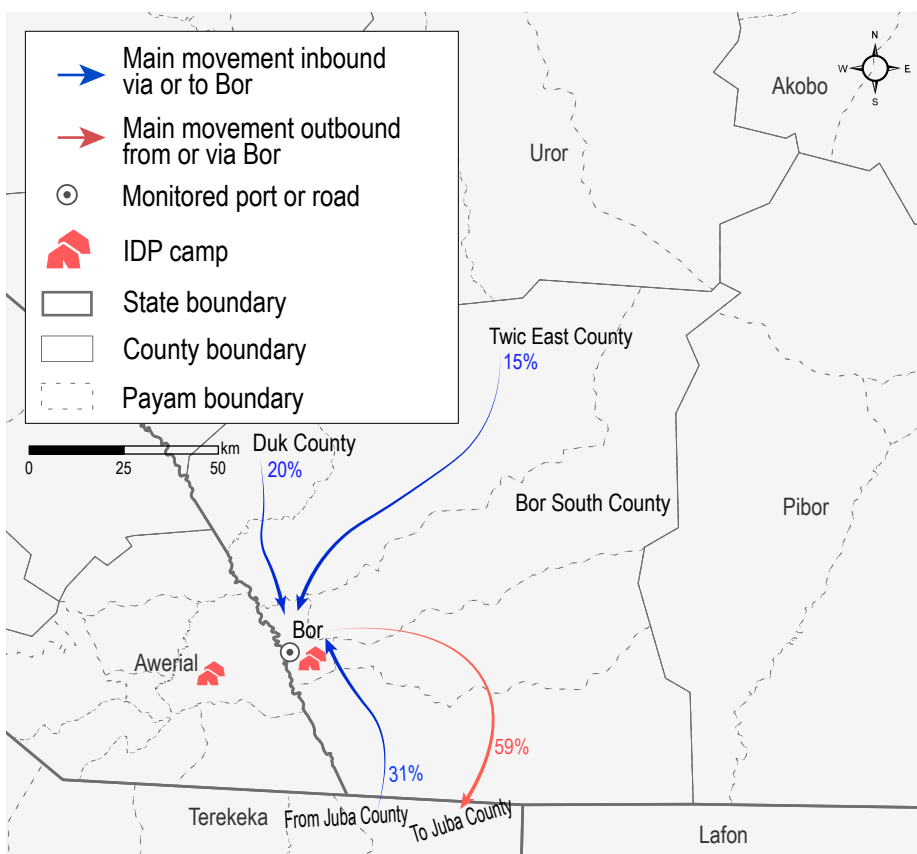 Main movement inbound
via or to Bor
Main movement outbound
from or via Bor
Monitored port or road
IDP camp
State boundary
County boundary
Payam boundary
km
0 25 50
N
W E
S
Akobo
Uror
Twic East County
15%
Duk County
20%
Bor South County
Pibor
Bor
Awerial
59%
31%
Terekeka
From Juba County
To Juba County
Lafon